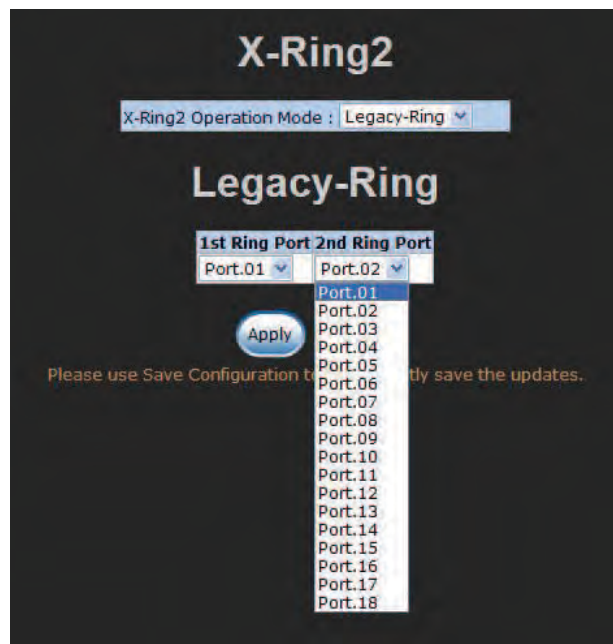 X-Ring2
X-Ring2 Operation Mode : Legacy-Ring
Legacy-Ring
1st Ring Port 2nd Ring Port
Port.01 Port.02
Port.01
Port.02
Port.03
Port.04
Port.05
Port.06
Port.07
Port.08
Port.09
Port.10
Port.11
Port.12
Port.13
Port.14
Port.15
Port.16
Port.17
Port.18
Apply
Please use Save Configuration t tly save the updates.